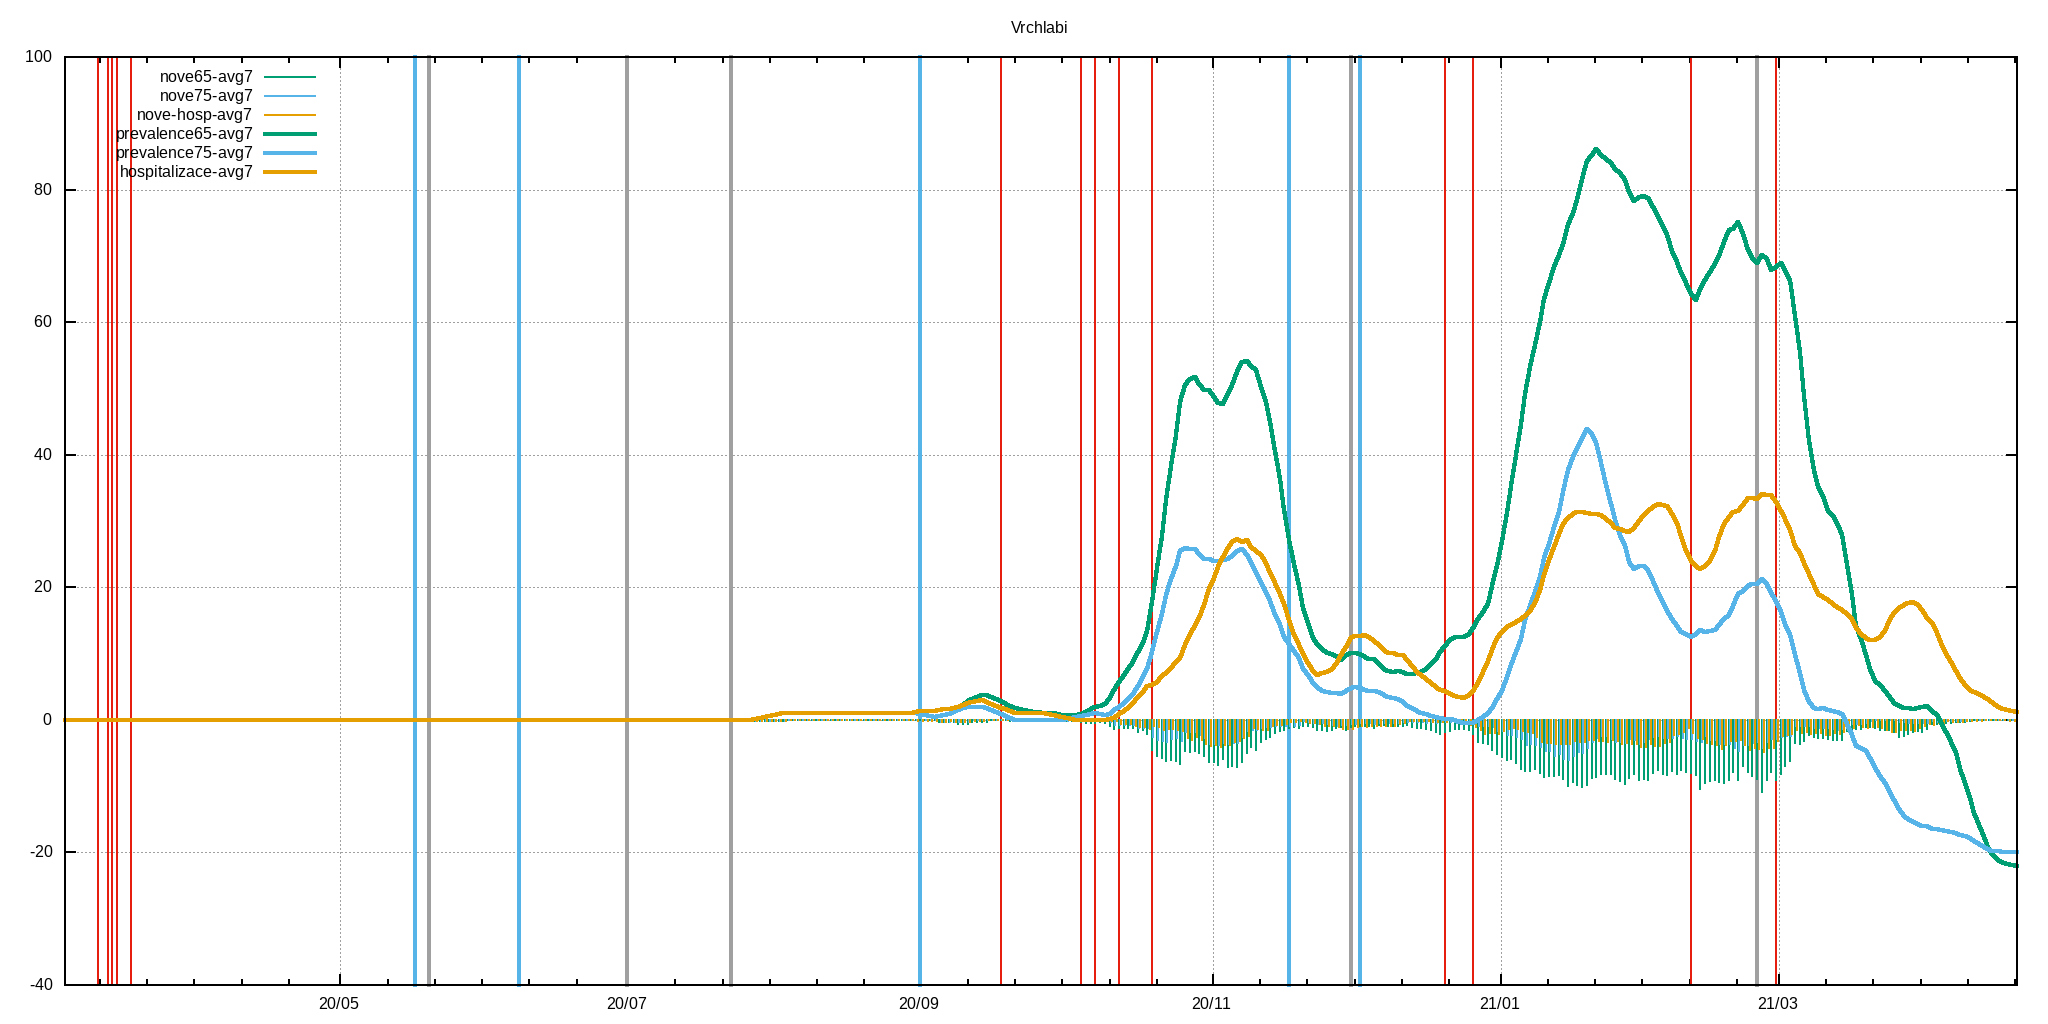 Vrchlabi
100
80
60
40
20
0
-20
-40
nove65-avg7
nove75-avg7
nove-hosp-avg7
prevalence65-avg7
prevalence75-avg7
hospitalizace-avg7
20/05 20/07 20/09 20/11 21/01 21/03